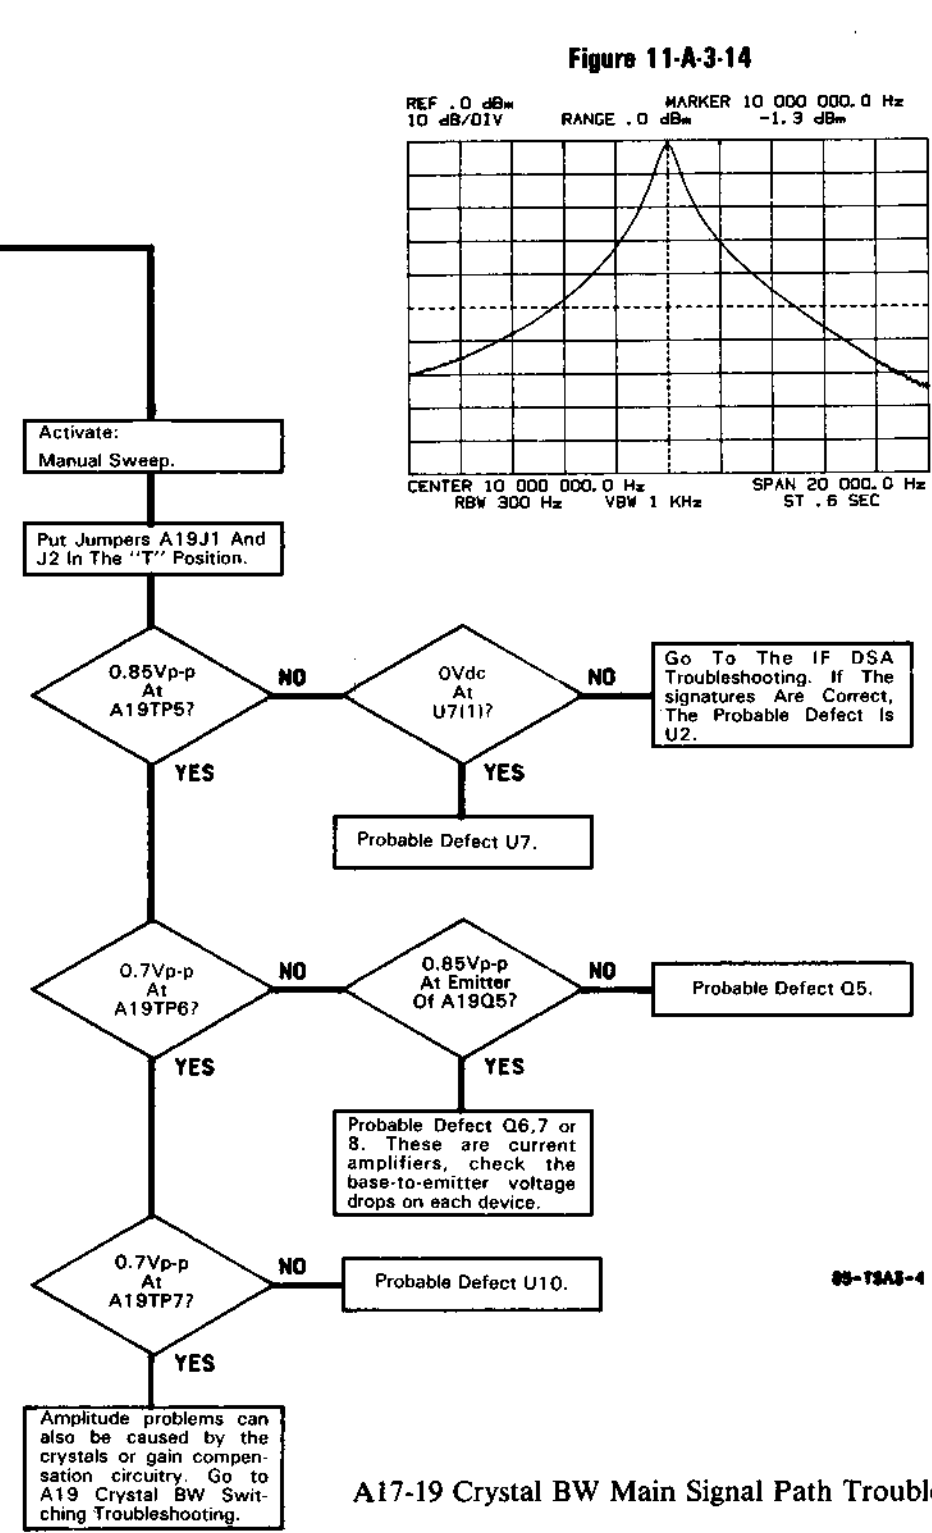 Figure 11-A-3-14
REF .0 dBm MARKER 10 000 000.0 Hz
10 dB/DIV RANGE .0 dBm -1.3 dBm
CENTER 10 000 000.0 Hz SPAN 20 000.0 Hz
RBW 300 Hz VBW 1 KHz ST .6 SEC
Activate:
Manual Sweep.
Put Jumpers A19J1 And
J2 In The "T" Position.
0.85Vp-p
At
A19TP5?
NO
YES
0Vdc
At
U7(1)?
NO
YES
Go To The IF DSA
Troubleshooting. If The
signatures Are Correct,
The Probable Defect Is
U2.
Probable Defect U7.
0.7Vp-p
At
A19TP6?
NO
YES
0.85Vp-p
At Emitter
Of A19Q5?
NO
YES
Probable Defect Q5.
Probable Defect Q6,7 or
8. These are current
amplifiers, check the
base-to-emitter voltage
drops on each device.
0.7Vp-p
At
A19TP7?
NO
YES
Probable Defect U10.
Amplitude problems can
also be caused by the
crystals or gain compen-
sation circuitry. Go to
A19 Crystal BW Swit-
ching Troubleshooting.
A17-19 Crystal BW Main Signal Path